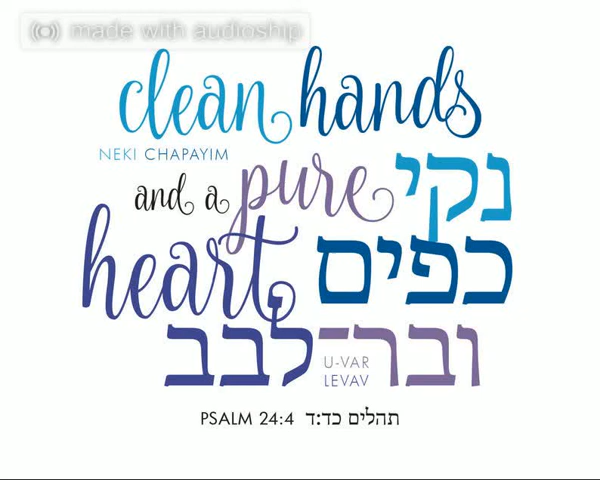 made with audioship
clean hands
NEKI CHAPAYIM
and a pure
נקי
heart
כפים
ובר־לבב
U-VAR
LEVAV
PSALM 24:4 תהלים כד:ד